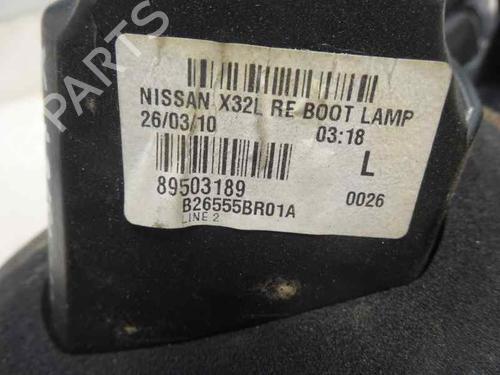 NISSAN X32L RE BOOT LAMP
26/03/10 03:18
L
89503189 0026
B26555BR01A
LINE 2
B-PARTS